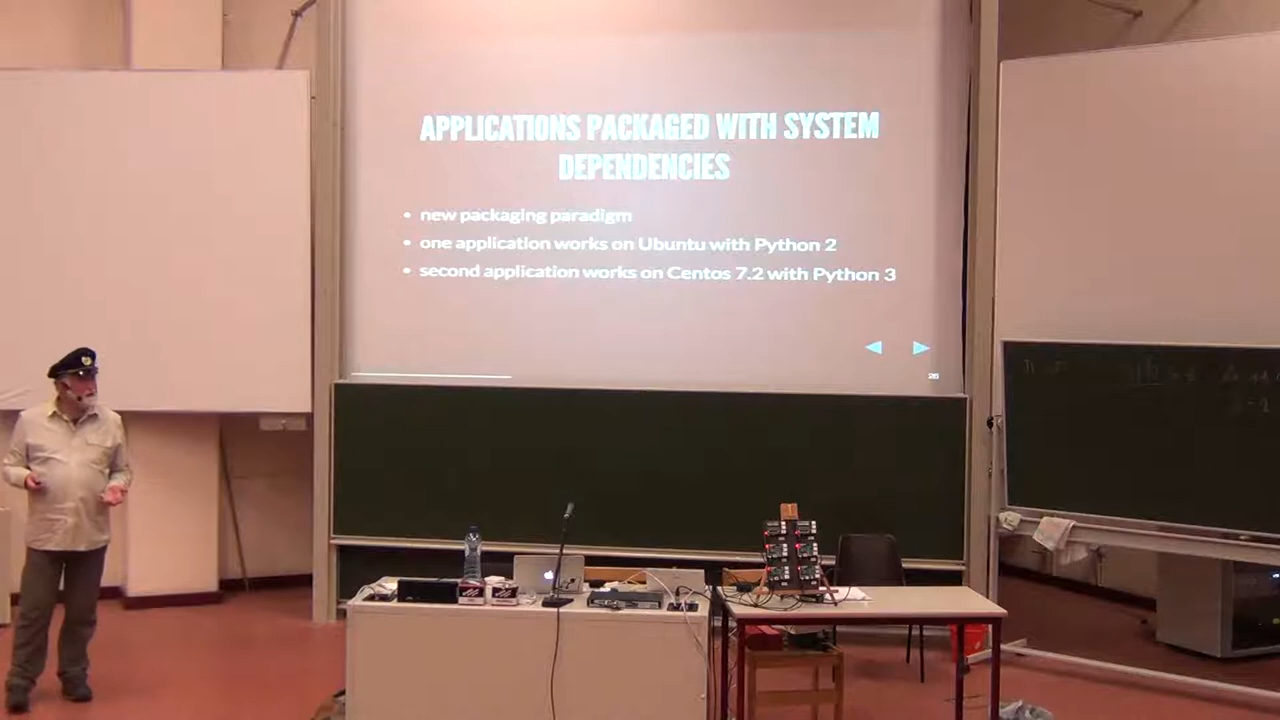 APPLICATIONS PACKAGED WITH SYSTEM
DEPENDENCIES
• new packaging paradigm
• one application works on Ubuntu with Python 2
• second application works on Centos 7.2 with Python 3